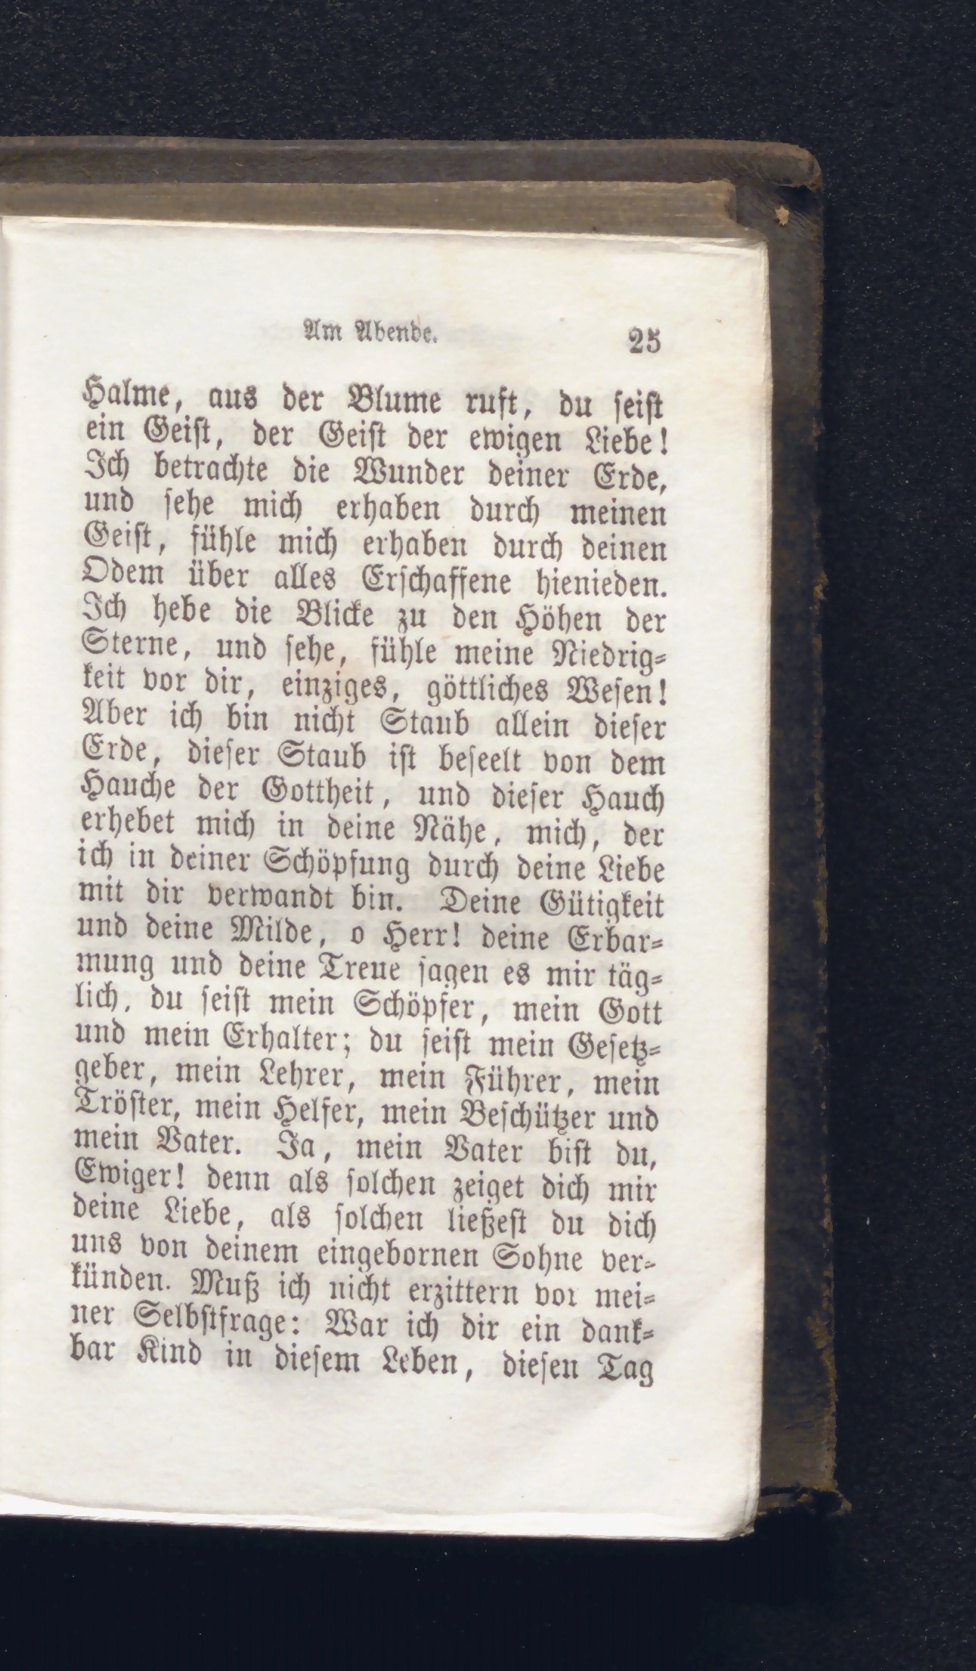 Am Abende. 25
Halme, aus der Blume ruft, du seist
ein Geist, der Geist der ewigen Liebe!
Ich betrachte die Wunder deiner Erde,
und sehe mich erhaben durch meinen
Geist, fühle mich erhaben durch deinen
Odem über alles Erschaffene hienieden.
Ich hebe die Blicke zu den Höhen der
Sterne, und sehe, fühle meine Niedrig-
keit vor dir, einziges, göttliches Wesen!
Aber ich bin nicht Staub allein dieser
Erde, dieser Staub ist beseelt von dem
Hauche der Gottheit, und dieser Hauch
erhebet mich in deine Nähe, mich, der
ich in deiner Schöpfung durch deine Liebe
mit dir verwandt bin. Deine Gütigkeit
und deine Milde, o Herr! deine Erbar-
mung und deine Treue sagen es mir täg-
lich, du seist mein Schöpfer, mein Gott
und mein Erhalter; du seist mein Gesetz-
geber, mein Lehrer, mein Führer, mein
Tröster, mein Helfer, mein Beschützer und
mein Vater. Ja, mein Vater bist du,
Ewiger! denn als solchen zeiget dich mir
deine Liebe, als solchen ließest du dich
uns von deinem eingebornen Sohne ver-
künden. Muß ich nicht erzittern vor mei-
ner Selbstfrage: War ich dir ein dank-
bar Kind in diesem Leben, diesen Tag